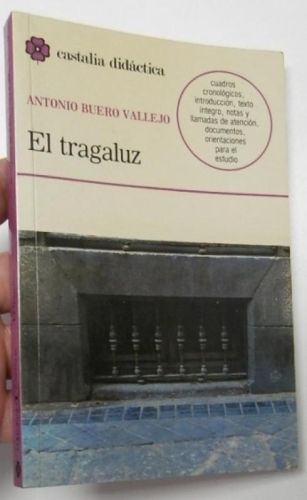 castalia didáctica
ANTONIO BUERO VALLEJO
El tragaluz
cuadros
cronológicos,
introducción, texto
íntegro, notas y
llamadas de atención,
documentos,
orientaciones
para el
estudio